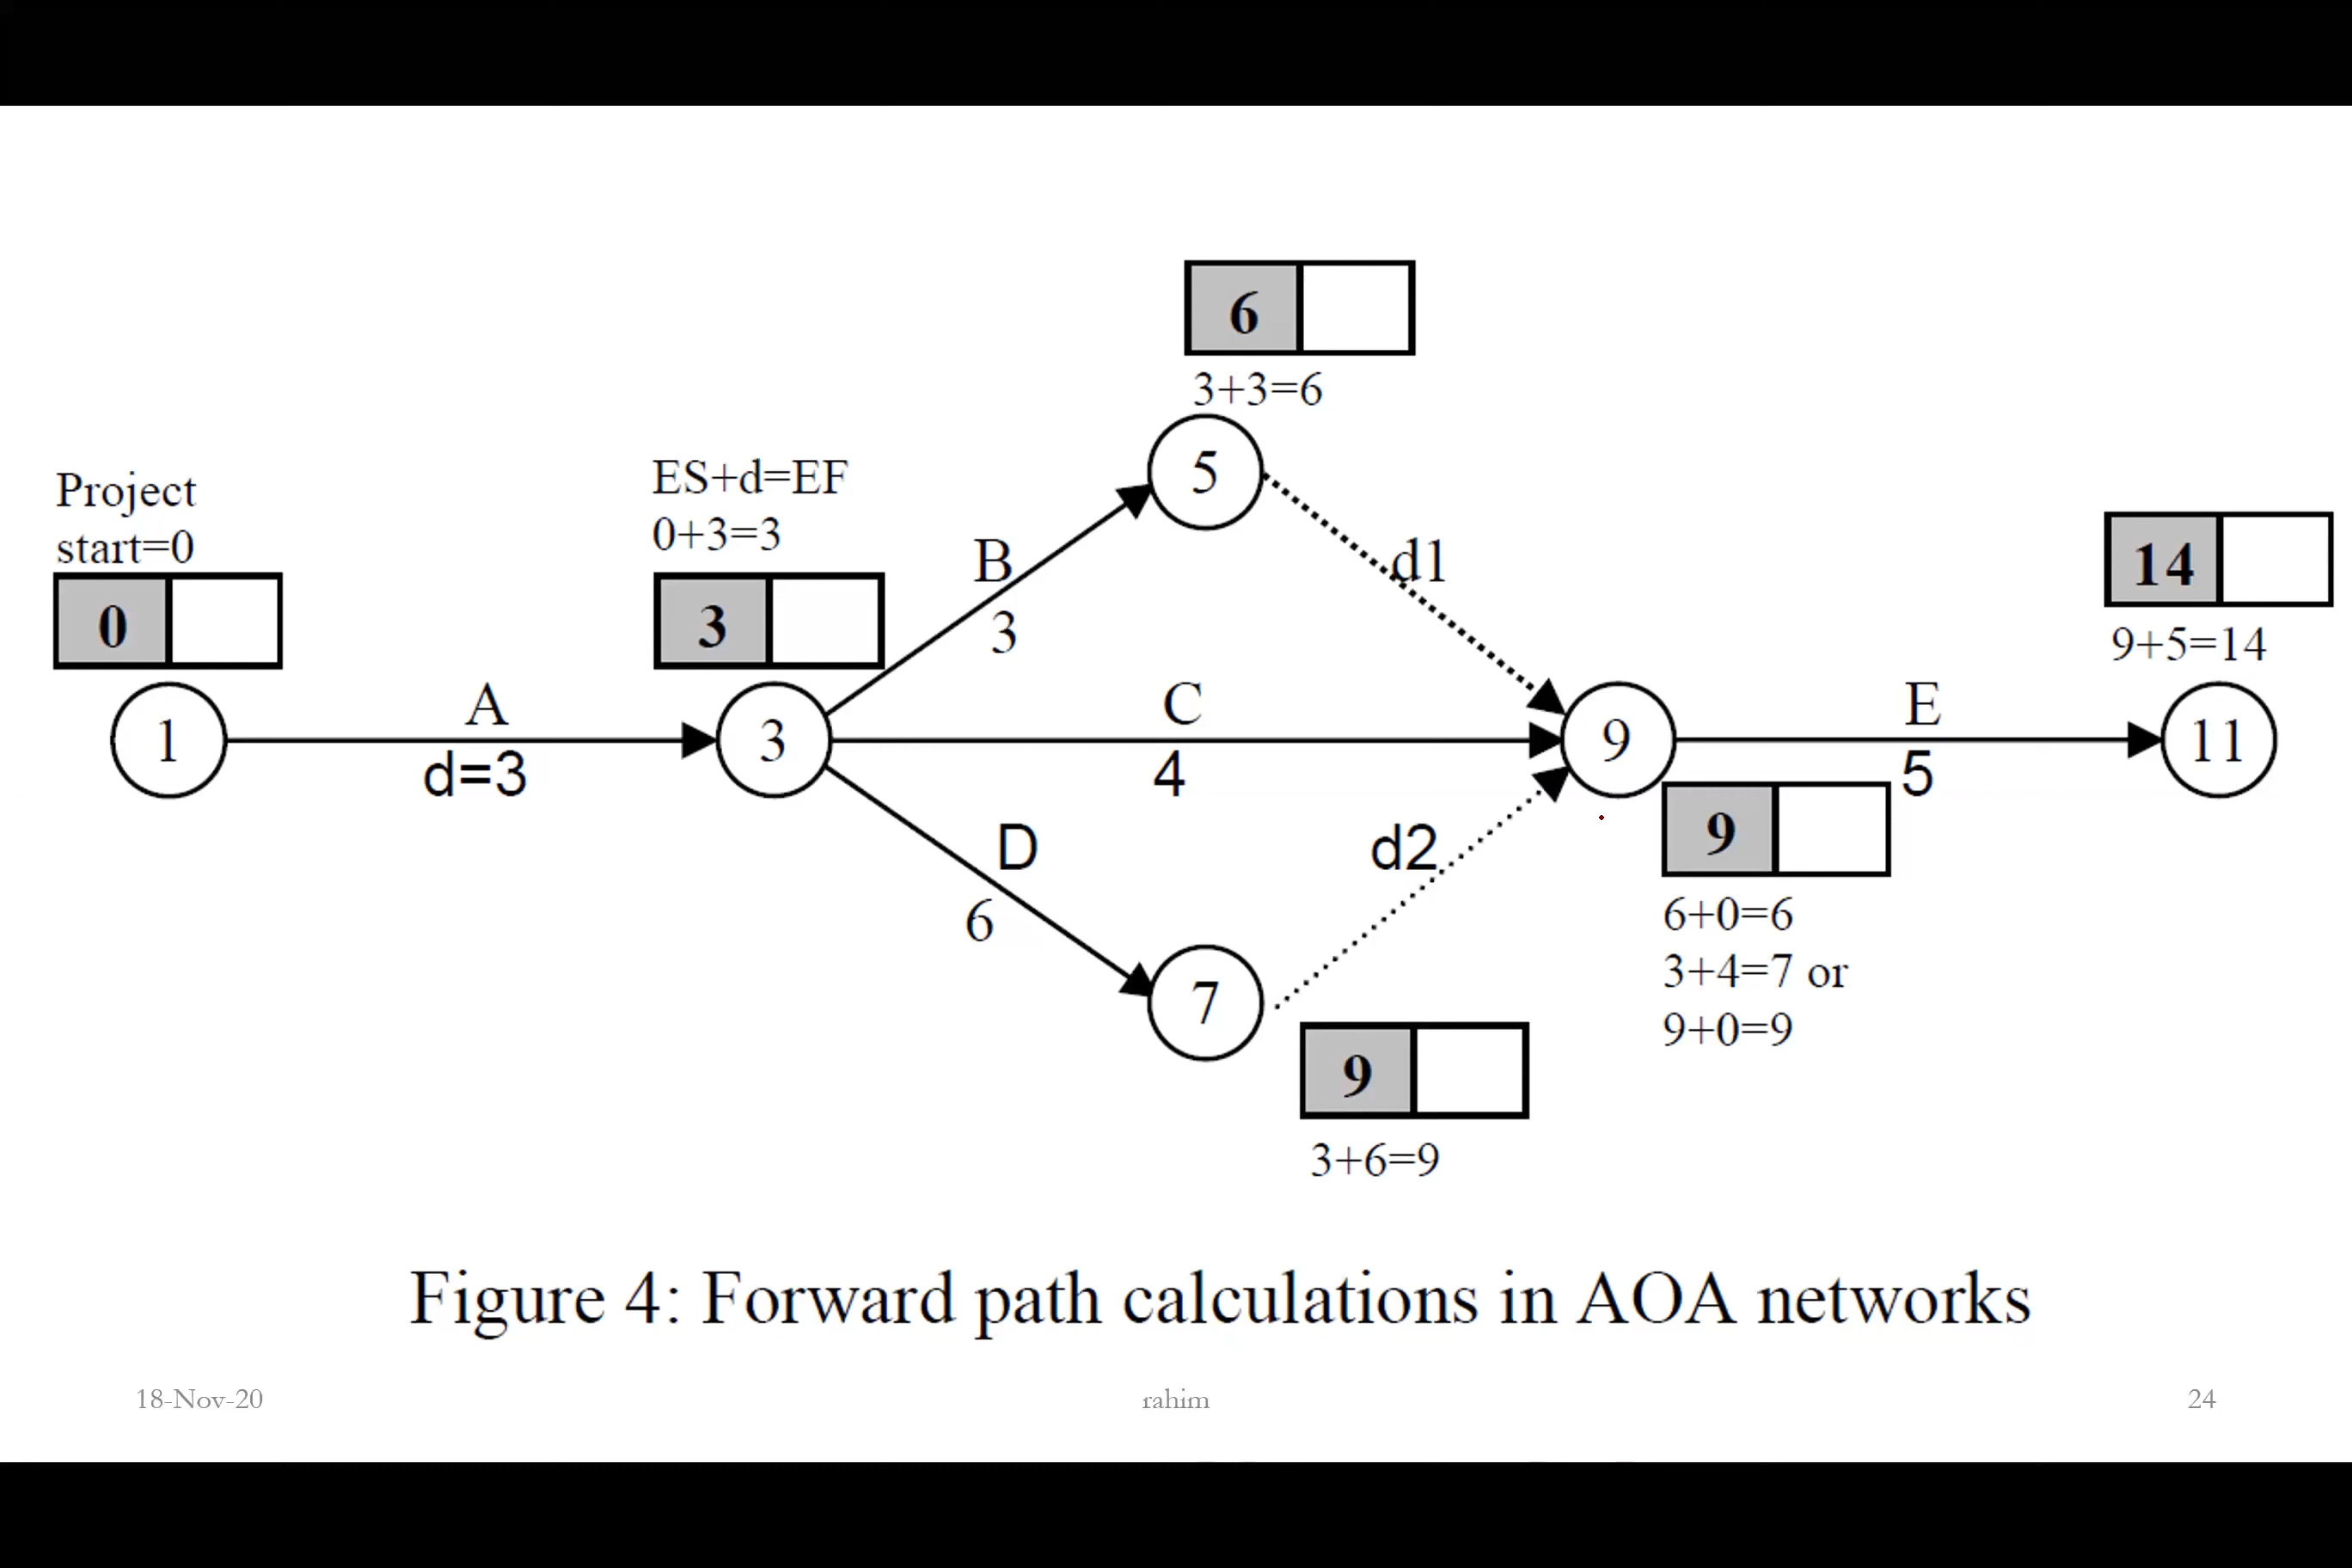 6
3+3=6
Project
start=0
0
ES+d=EF
0+3=3
3
5
B
3
d1
14
9+5=14
1
A
d=3
3
C
4
9
E
5
11
D
6
d2
9
6+0=6
3+4=7 or
9+0=9
7
9
3+6=9
Figure 4: Forward path calculations in AOA networks
18-Nov-20
rahim
24